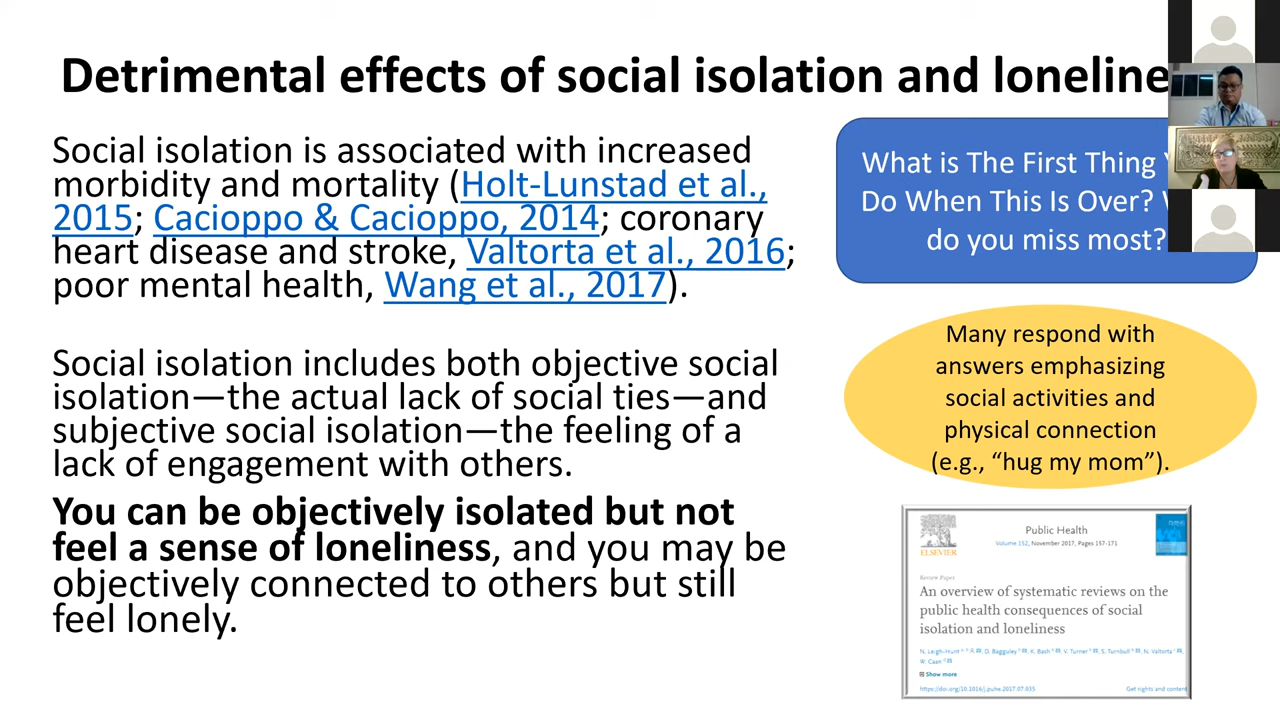 Detrimental effects of social isolation and loneline
Social isolation is associated with increased
morbidity and mortality (Holt-Lunstad et al.,
2015; Cacioppo & Cacioppo, 2014; coronary
heart disease and stroke, Valtorta et al., 2016;
poor mental health, Wang et al., 2017).
Social isolation includes both objective social
isolation—the actual lack of social ties—and
subjective social isolation—the feeling of a
lack of engagement with others.
You can be objectively isolated but not
feel a sense of loneliness, and you may be
objectively connected to others but still
feel lonely.
What is The First Thing
Do When This Is Over?
do you miss most?
Many respond with
answers emphasizing
social activities and
physical connection
(e.g., “hug my mom”).
ELSEVIER
Public Health
Volume 152, November 2017, Pages 157-171
Review Paper
An overview of systematic reviews on the
public health consequences of social
isolation and loneliness
N. Leigh-Hunt, D. Bagguley, K. Bash, V. Turner, S. Turnbull, N. Valtorta,
W. Caan
Show more
https://doi.org/10.1016/j.puhe.2017.07.035
Get rights and content